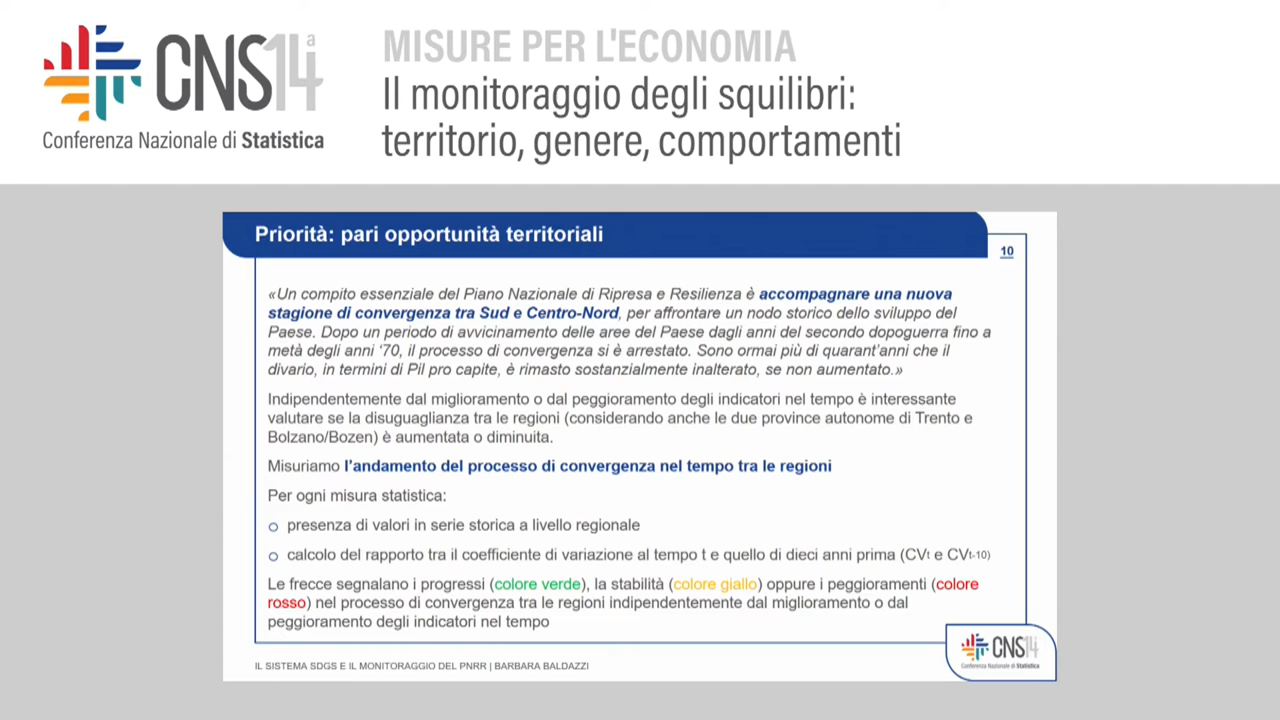 CNS14ª
Conferenza Nazionale di Statistica
MISURE PER L'ECONOMIA
Il monitoraggio degli squilibri:
territorio, genere, comportamenti
Priorità: pari opportunità territoriali
10
«Un compito essenziale del Piano Nazionale di Ripresa e Resilienza è accompagnare una nuova
stagione di convergenza tra Sud e Centro-Nord, per affrontare un nodo storico dello sviluppo del
Paese. Dopo un periodo di avvicinamento delle aree del Paese dagli anni del secondo dopoguerra fino a
metà degli anni ‘70, il processo di convergenza si è arrestato. Sono ormai più di quarant’anni che il
divario, in termini di Pil pro capite, è rimasto sostanzialmente inalterato, se non aumentato.»
Indipendentemente dal miglioramento o dal peggioramento degli indicatori nel tempo è interessante
valutare se la disuguaglianza tra le regioni (considerando anche le due province autonome di Trento e
Bolzano/Bozen) è aumentata o diminuita.
Misuriamo l’andamento del processo di convergenza nel tempo tra le regioni
Per ogni misura statistica:
presenza di valori in serie storica a livello regionale
calcolo del rapporto tra il coefficiente di variazione al tempo t e quello di dieci anni prima (CVt e CVt-10)
Le frecce segnalano i progressi (colore verde), la stabilità (colore giallo) oppure i peggioramenti (colore
rosso) nel processo di convergenza tra le regioni indipendentemente dal miglioramento o dal
peggioramento degli indicatori nel tempo
IL SISTEMA SDGS E IL MONITORAGGIO DEL PNRR | BARBARA BALDAZZI
CNS14
Conferenza Nazionale di Statistica